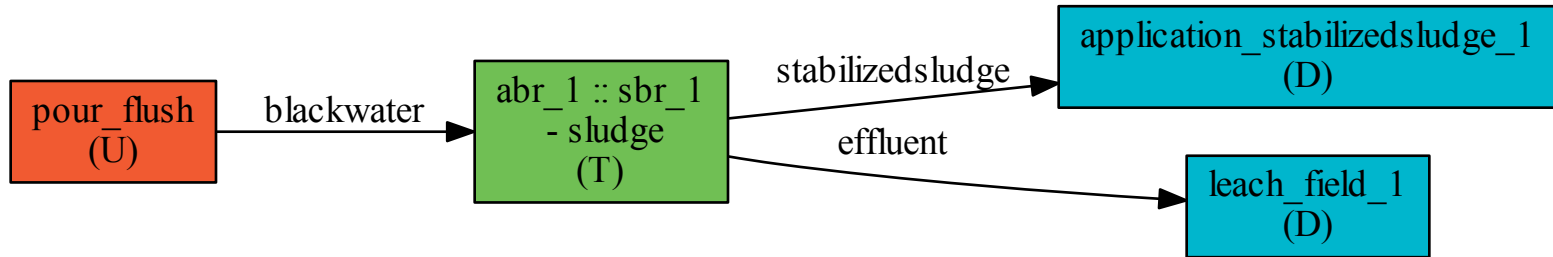 pour_flush
(U)
blackwater
abr_1 :: sbr_1
- sludge
(T)
stabilizedsludge
effluent
application_stabilizedsludge_1
(D)
leach_field_1
(D)